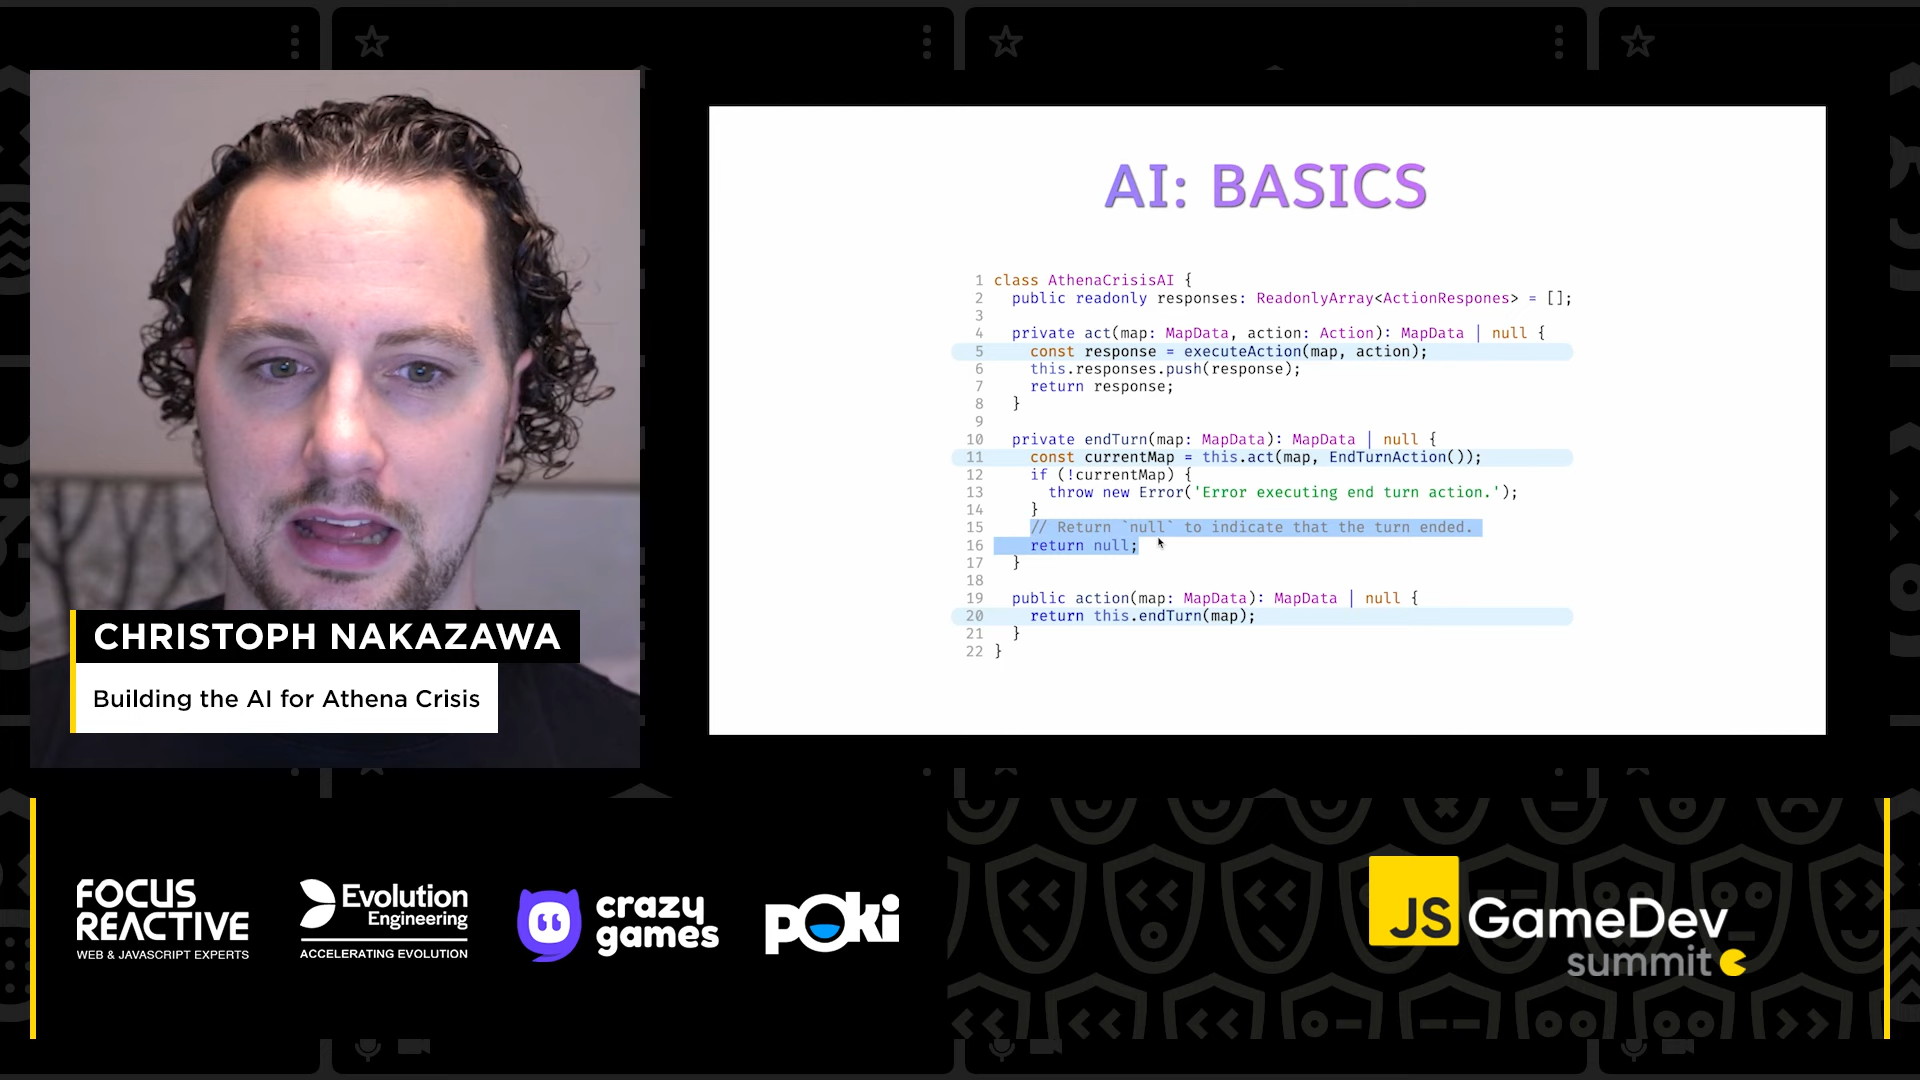 CHRISTOPH NAKAZAWA
Building the AI for Athena Crisis
AI: BASICS
1 class AthenaCrisisAI {
2 public readonly responses: ReadonlyArray<ActionRespones> = [];
3
4 private act(map: MapData, action: Action): MapData | null {
5 const response = executeAction(map, action);
6 this.responses.push(response);
7 return response;
8 }
9
10 private endTurn(map: MapData): MapData | null {
11 const currentMap = this.act(map, EndTurnAction());
12 if (!currentMap) {
13 throw new Error('Error executing end turn action.');
14 }
15 // Return `null` to indicate that the turn ended.
16 return null;
17 }
18
19 public action(map: MapData): MapData | null {
20 return this.endTurn(map);
21 }
22 }
FOCUS
REACTIVE
WEB & JAVASCRIPT EXPERTS
Evolution
Engineering
ACCELERATING EVOLUTION
crazy
games
poki
JS GameDev
summit